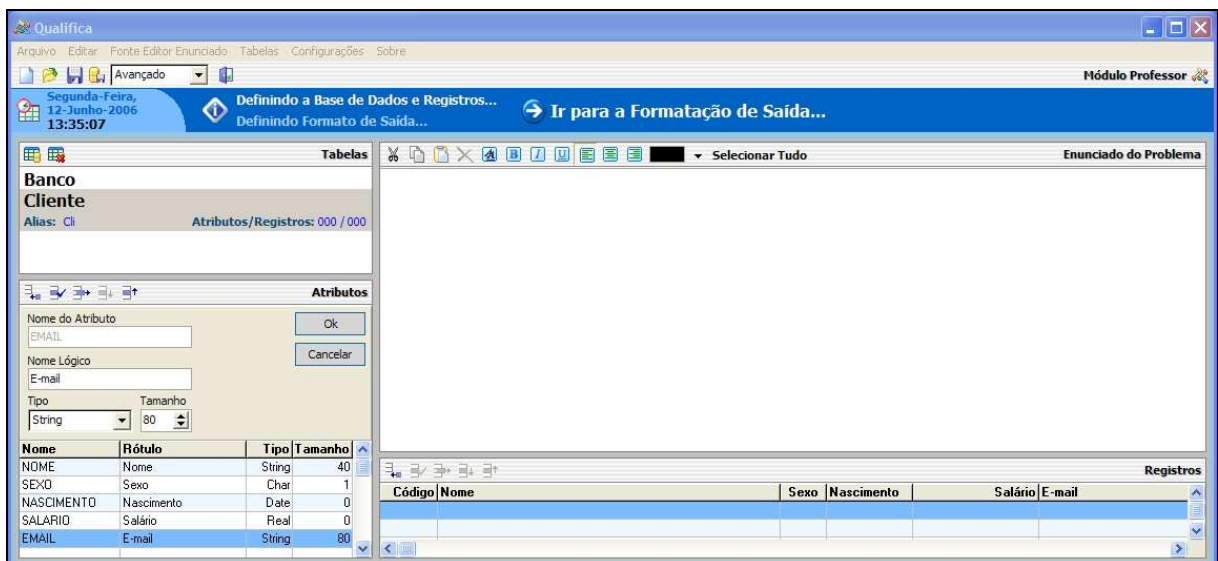 Qualifica
Arquivo Editar Fonte Editor Enunciado Tabelas Configurações Sobre
Avançado
Módulo Professor
Segunda-Feira,
12-Junho-2006
13:35:07
Definindo a Base de Dados e Registros...
Definindo Formato de Saída...
Ir para a Formatação de Saída...
Tabelas
Banco
Cliente
Alias: Cli Atributos/Registros: 000 / 000
Selecionar Tudo
Enunciado do Problema
Atributos
Nome do Atributo
EMAIL
Ok
Nome Lógico
E-mail
Cancelar
Tipo Tamanho
String 80
Nome Rótulo Tipo Tamanho
NOME Nome String 40
SEXO Sexo Char 1
NASCIMENTO Nascimento Date 0
SALARIO Salário Real 0
EMAIL E-mail String 80
Registros
Código Nome Sexo Nascimento Salário E-mail